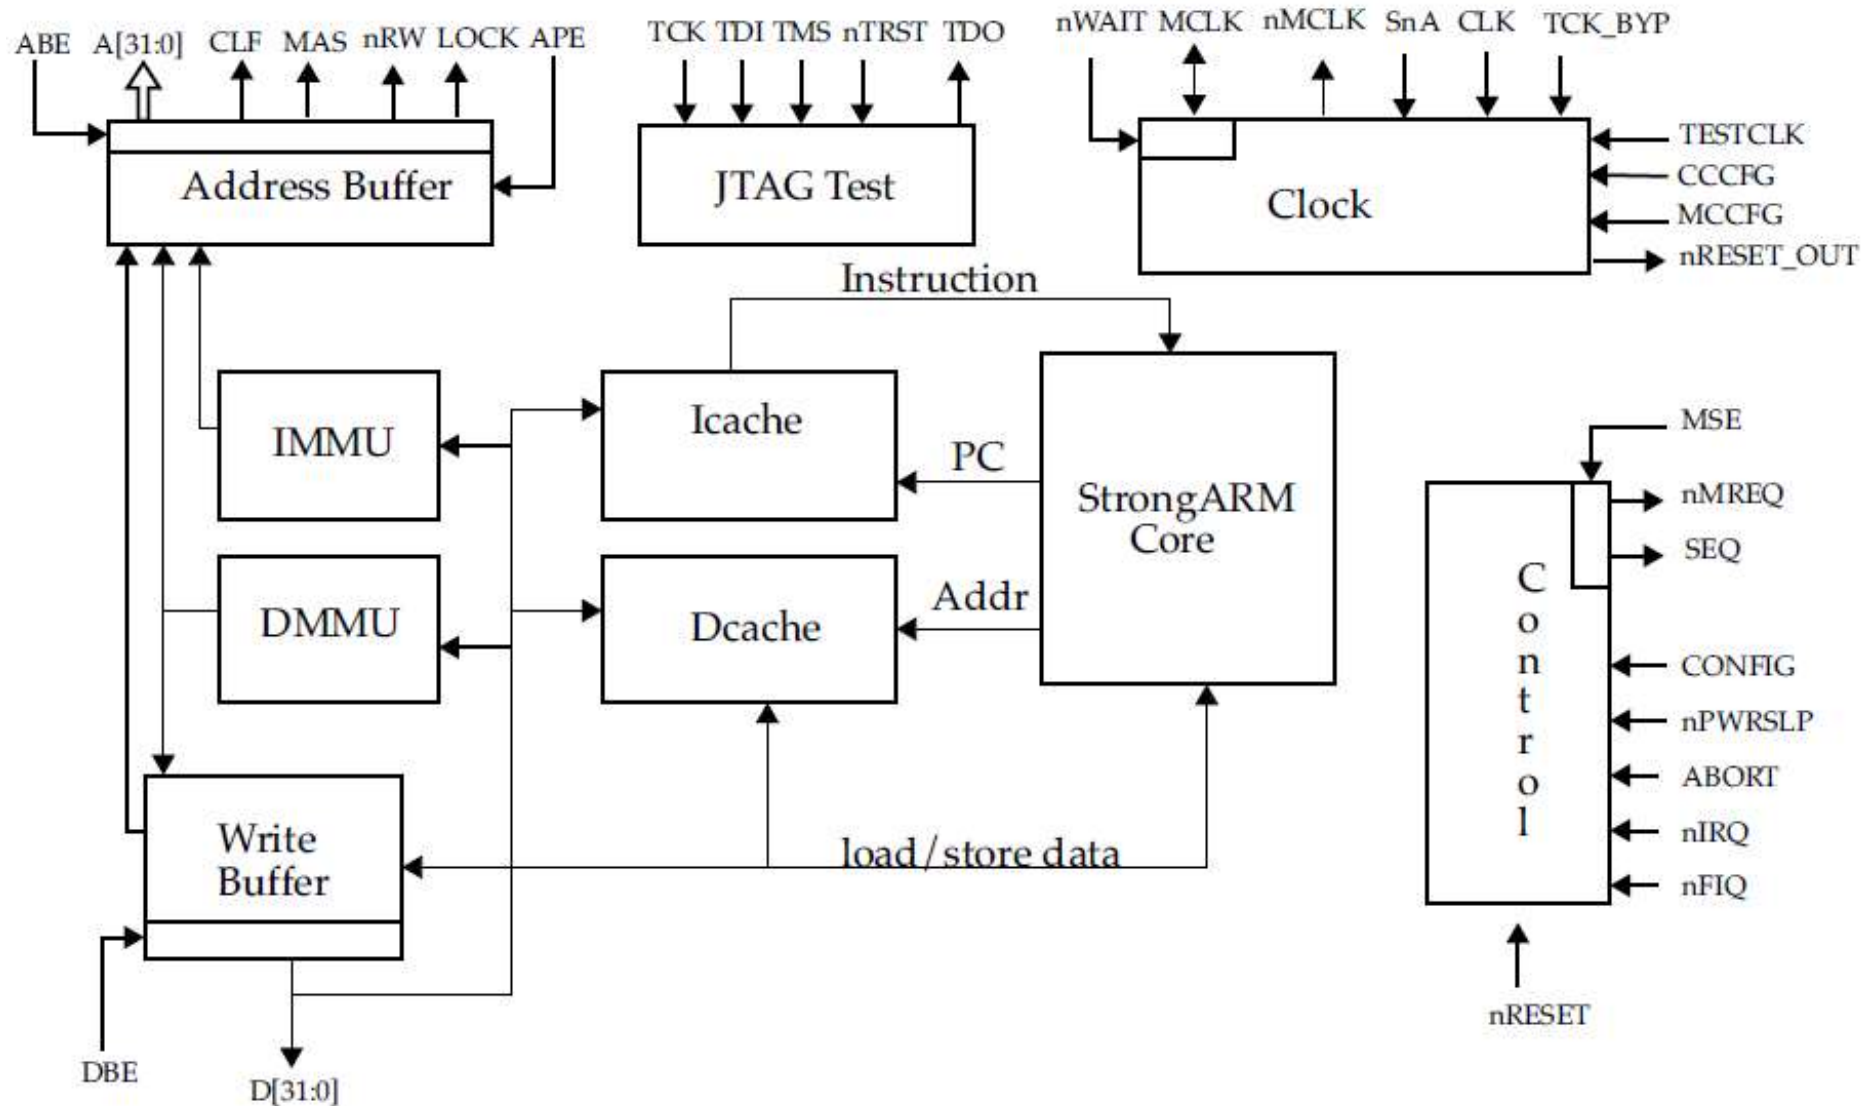 ABE A[31:0] CLF MAS nRW LOCK APE
TCK TDI TMS nTRST TDO
nWAIT MCLK nMCLK SnA CLK TCK_BYP
Address Buffer
JTAG Test
Clock
TESTCLK
CCCFG
MCCFG
nRESET_OUT
Instruction
IMMU
Icache
PC
StrongARM
Core
DMMU
Dcache
Addr
Write
Buffer
load/store data
DBE
D[31:0]
Control
MSE
nMREQ
SEQ
CONFIG
nPWRSLP
ABORT
nIRQ
nFIQ
nRESET